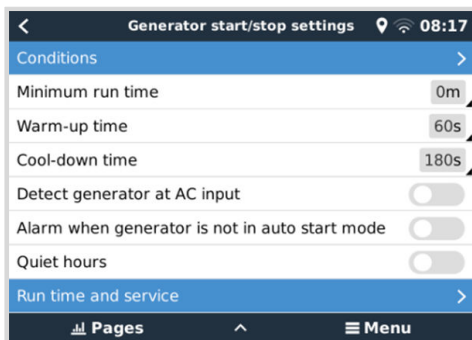 Generator start/stop settings 08:17
Conditions
Minimum run time 0m
Warm-up time 60s
Cool-down time 180s
Detect generator at AC input
Alarm when generator is not in auto start mode
Quiet hours
Run time and service
Pages Menu